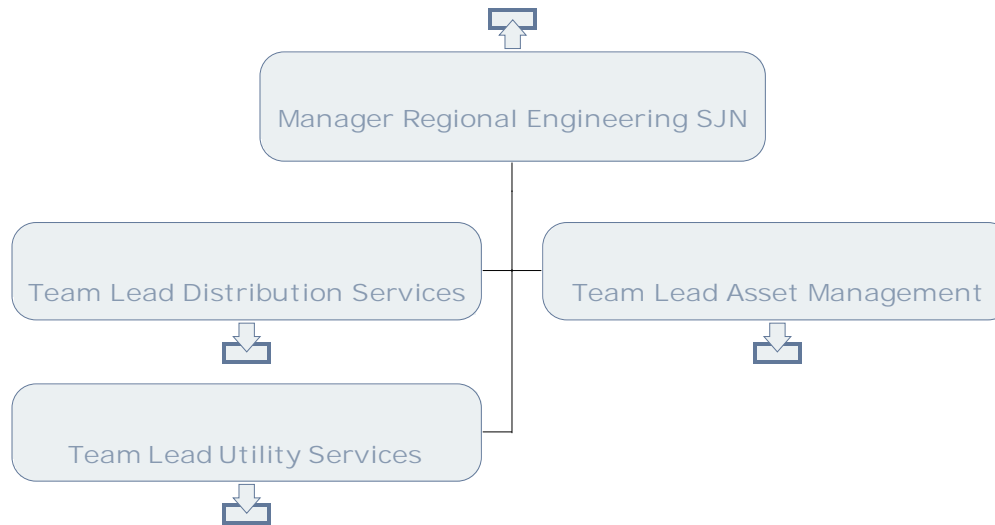 Manager Regional Engineering SJN
Team Lead Distribution Services
Team Lead Asset Management
Team Lead Utility Services